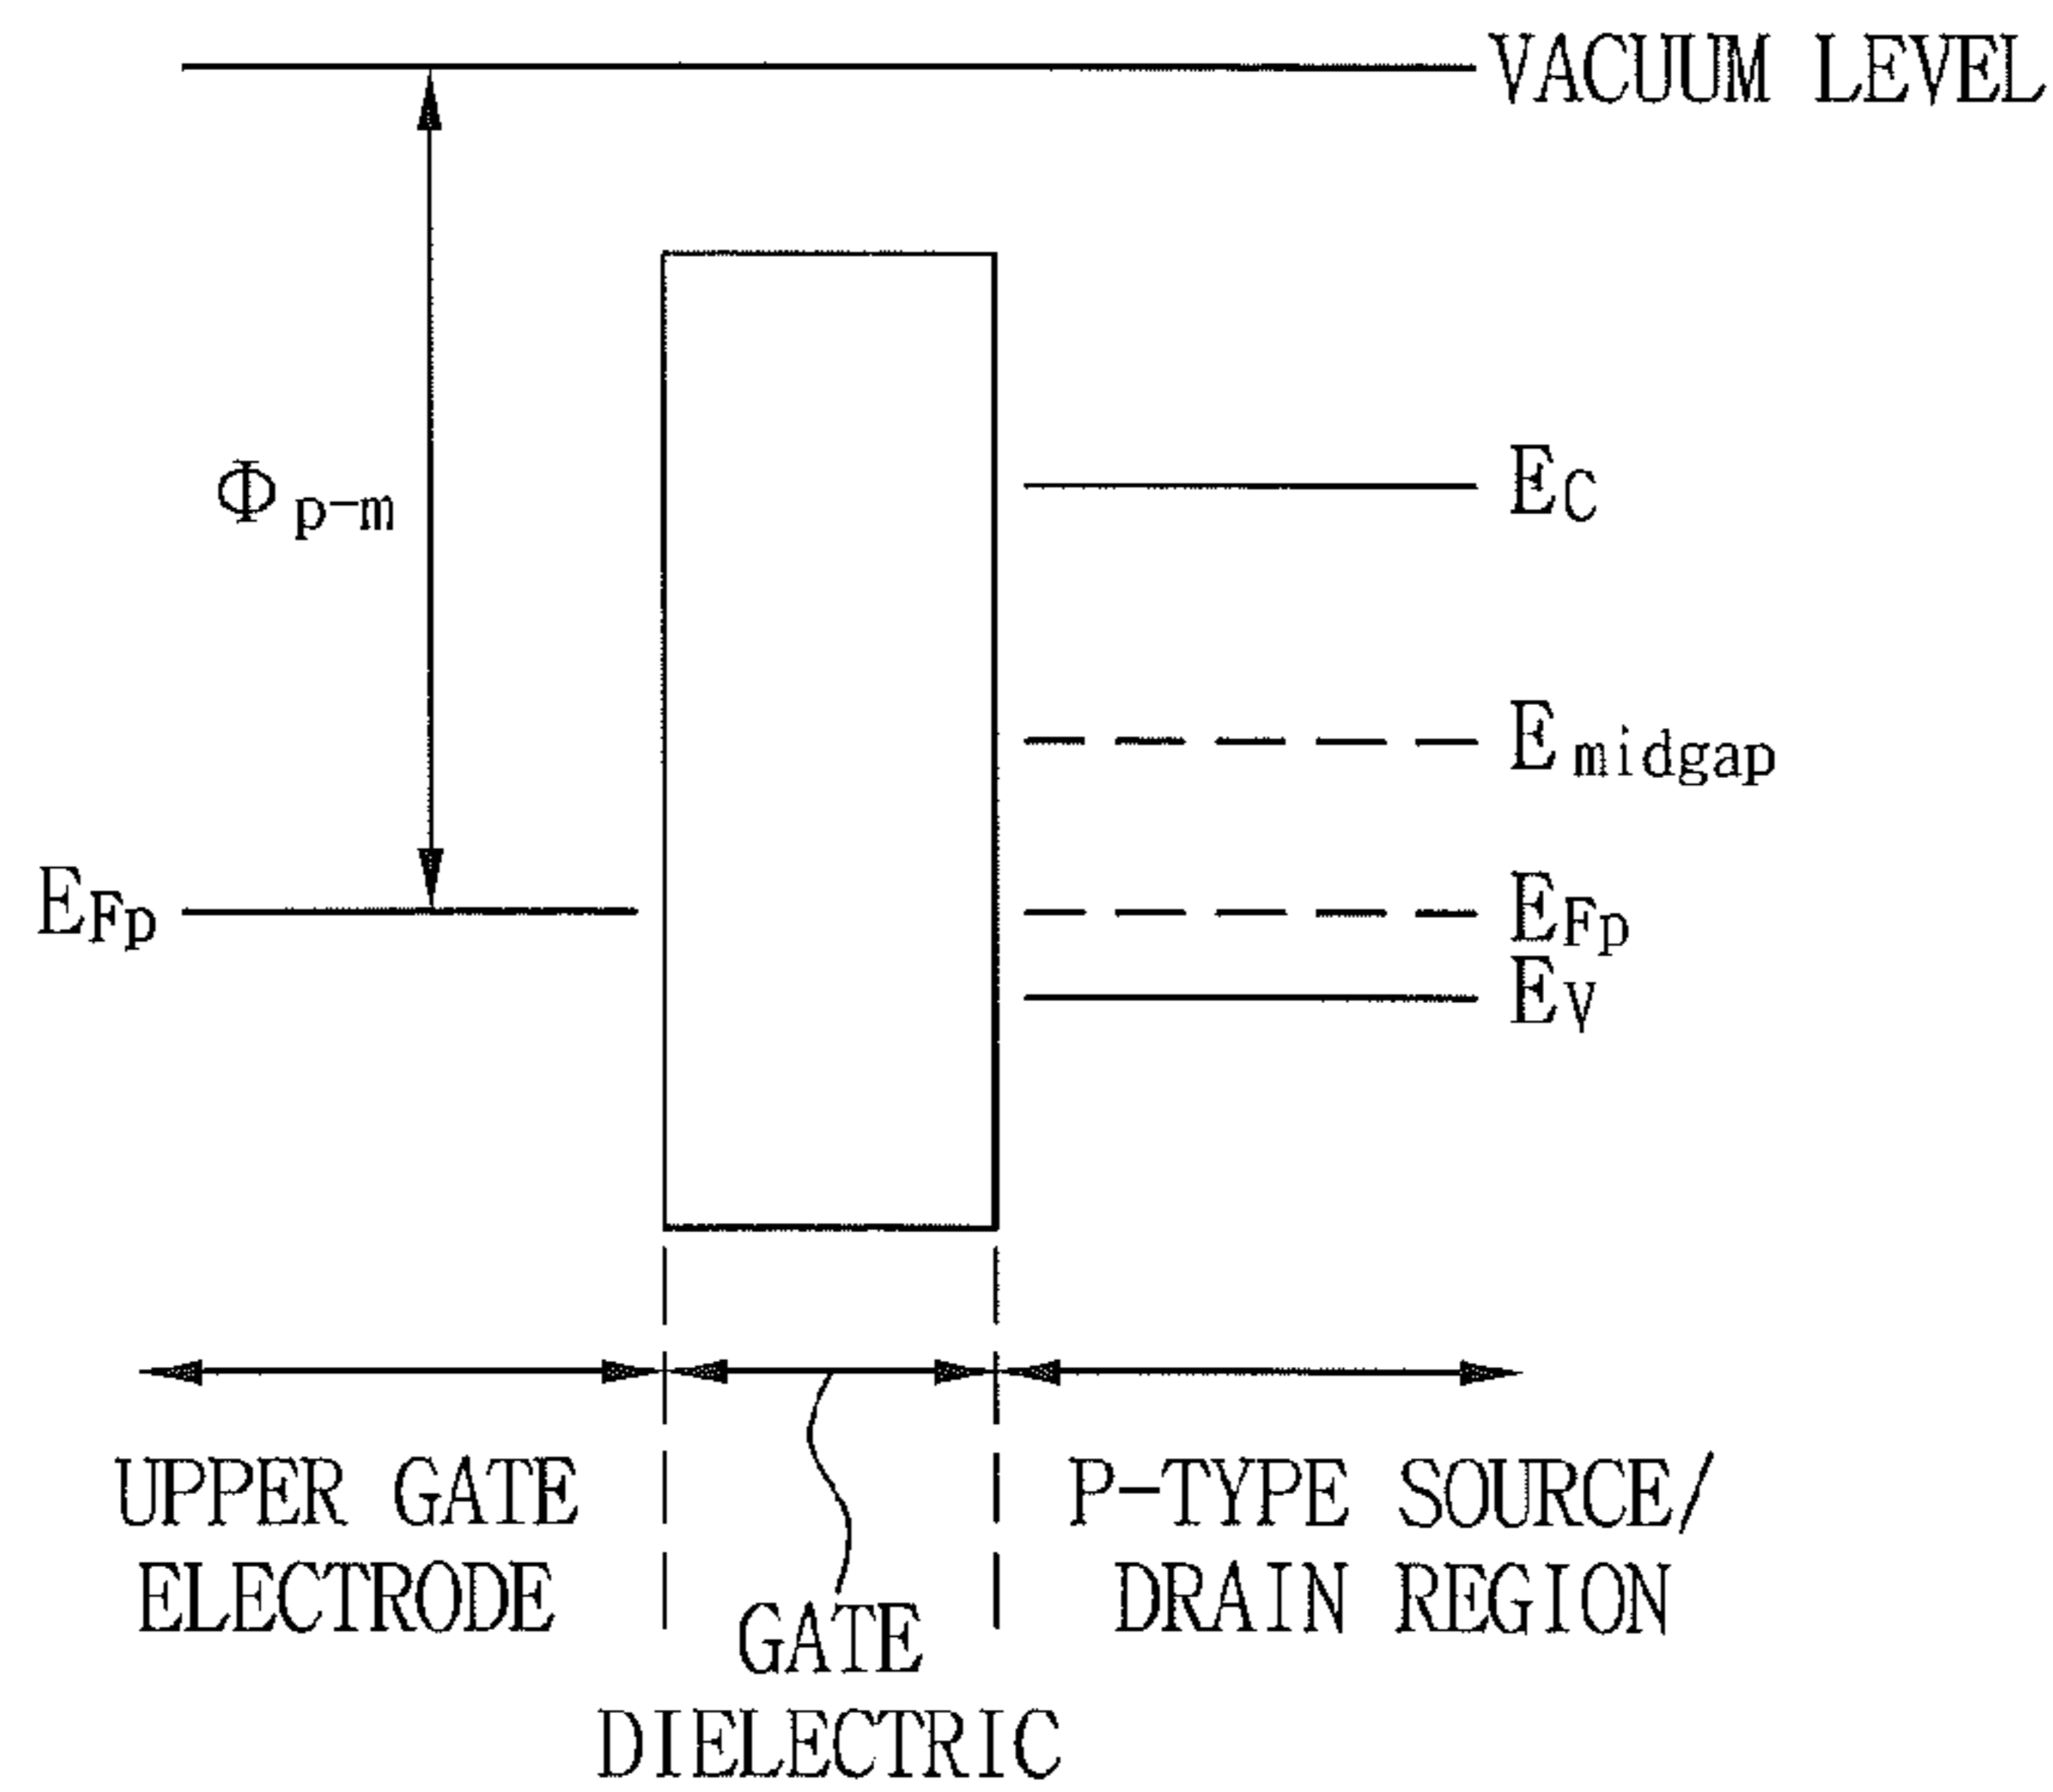 VACUUM LEVEL
Φp-m
EC
Emidgap
EFp
EFp
EV
UPPER GATE
ELECTRODE
GATE
DIELECTRIC
P-TYPE SOURCE/
DRAIN REGION